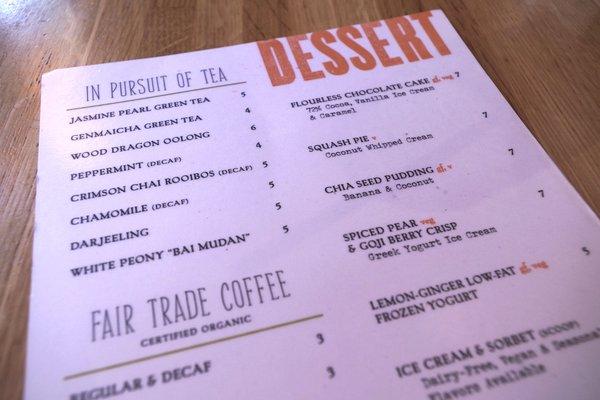 IN PURSUIT OF TEA
JASMINE PEARL GREEN TEA 5
GENMAICHA GREEN TEA 4
WOOD DRAGON OOLONG 6
PEPPERMINT (DECAF) 4
CRIMSON CHAI ROOIBOS (DECAF) 5
CHAMOMILE (DECAF) 5
DARJEELING 5
WHITE PEONY "BAI MUDAN" 5
FAIR TRADE COFFEE
CERTIFIED ORGANIC
REGULAR & DECAF 3
3
DESSERT
FLOURLESS CHOCOLATE CAKE gf, veg 7
72% Cocoa, Vanilla Ice Cream
& Caramel
SQUASH PIE v 7
Coconut Whipped Cream
CHIA SEED PUDDING gf, v 7
Banana & Coconut
SPICED PEAR veg 7
& GOJI BERRY CRISP
Greek Yogurt Ice Cream
LEMON-GINGER LOW-FAT gf, veg 5
FROZEN YOGURT
ICE CREAM & SORBET (SCOOP)
Dairy-Free, Vegan & Seasonal
Flavors Available